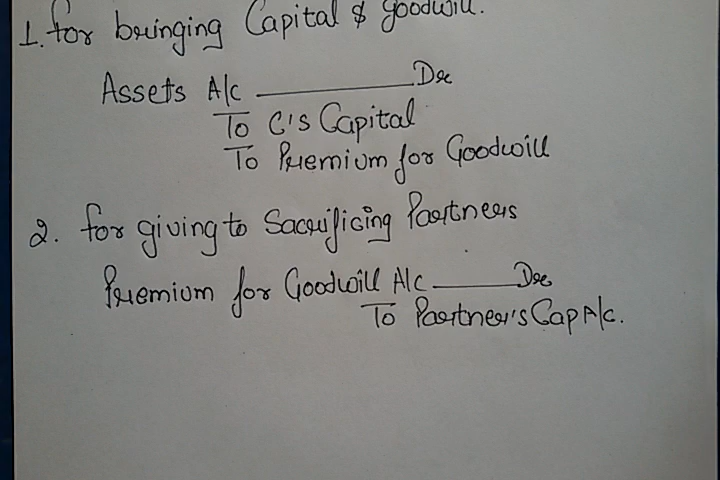 1. for bringing Capital & goodwill.
Assets A/c ———— Dr
To C's Capital
To Premium for Goodwill
2. for giving to Sacrificing Partners
Premium for Goodwill A/c ——— Dr
To Partner's Cap A/c.